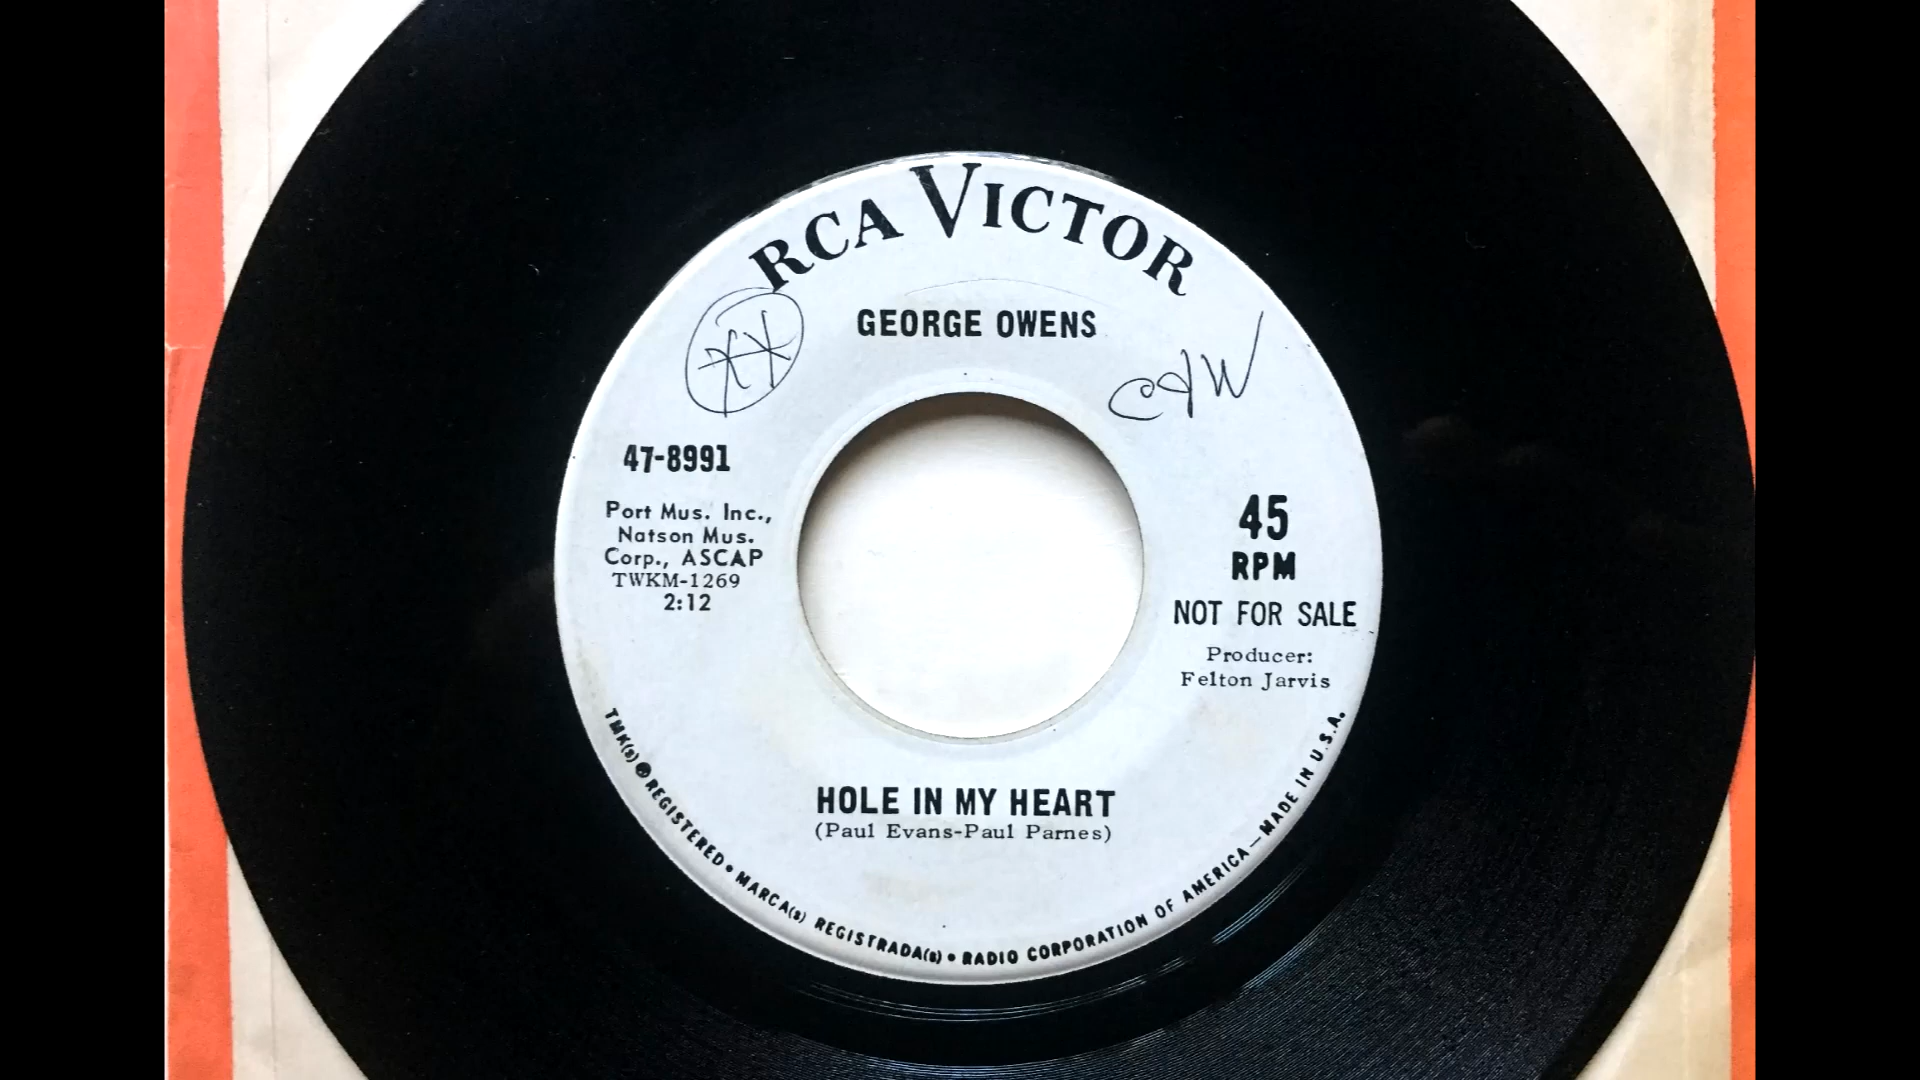 RCA VICTOR
GEORGE OWENS
XX
47-8991
Port Mus. Inc.,
Natson Mus.
Corp., ASCAP
TWKM-1269
2:12
45
RPM
NOT FOR SALE
Producer:
Felton Jarvis
HOLE IN MY HEART
(Paul Evans-Paul Parnes)
TMK(s) ® REGISTERED • MARCA(s) REGISTRADA(s) • RADIO CORPORATION OF AMERICA — MADE IN U.S.A.